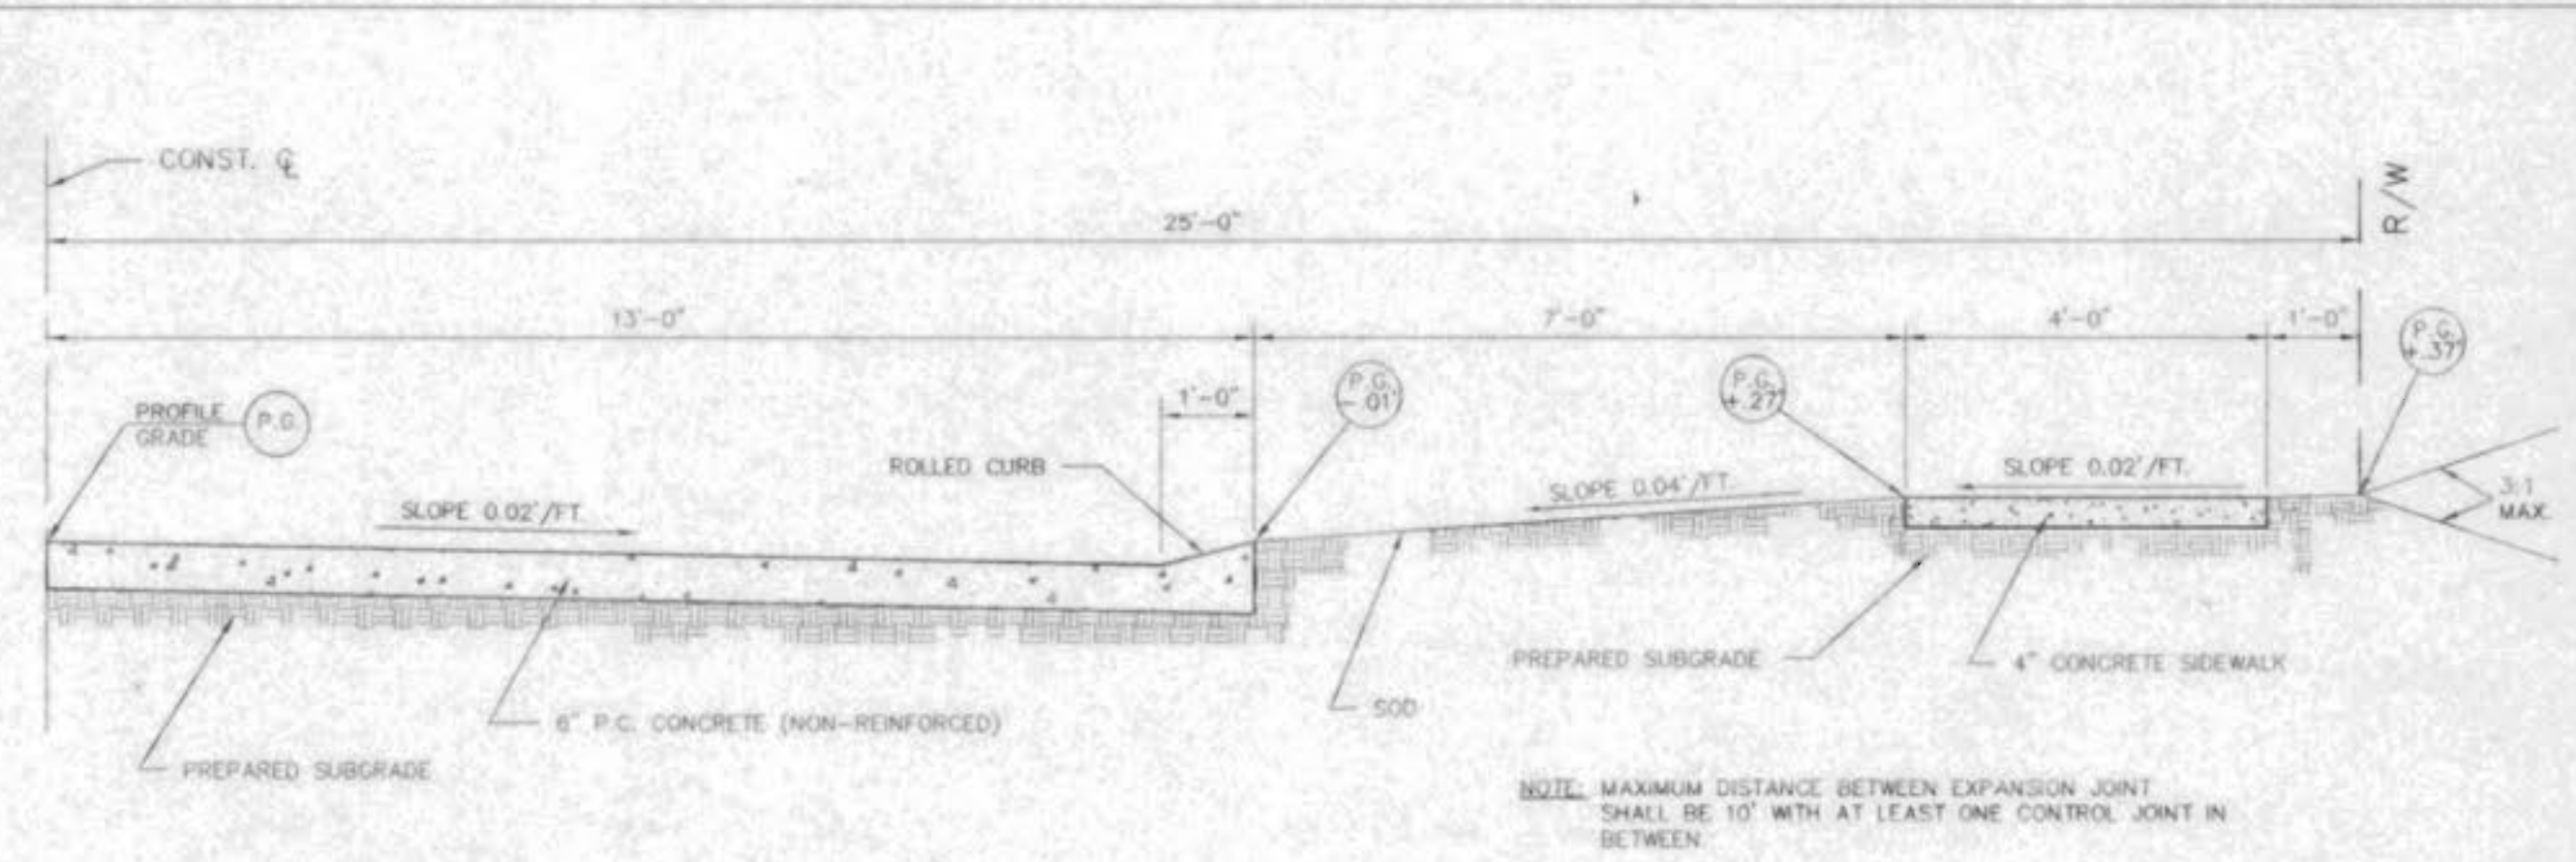 CONST. ℄
R/W
25'-0"
13'-0"
7'-0"
4'-0"
1'-0"
P.G.
+.37'
P.G.
-.01'
P.G.
+.27'
1'-0"
PROFILE
GRADE
P.G.
ROLLED CURB
SLOPE 0.02'/FT.
SLOPE 0.04'/FT.
SLOPE 0.02'/FT.
3:1
MAX.
PREPARED SUBGRADE
4" CONCRETE SIDEWALK
SOD
6" P.C. CONCRETE (NON-REINFORCED)
PREPARED SUBGRADE
NOTE: MAXIMUM DISTANCE BETWEEN EXPANSION JOINT
SHALL BE 10' WITH AT LEAST ONE CONTROL JOINT IN
BETWEEN.